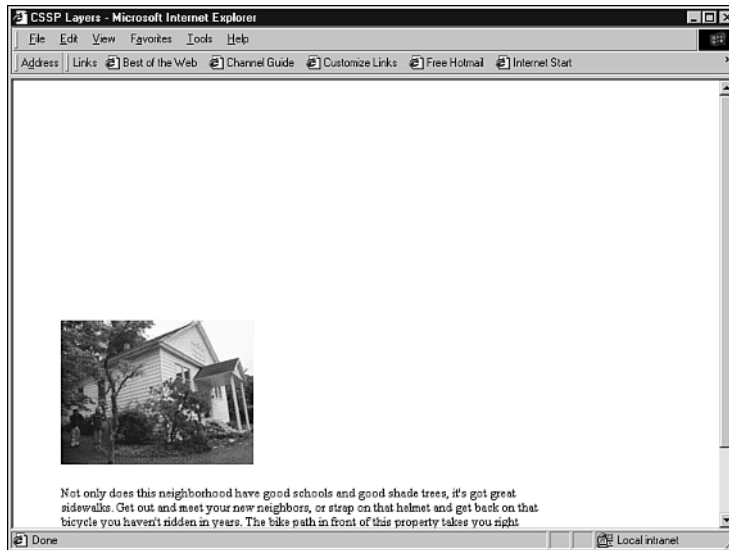 CSSP Layers - Microsoft Internet Explorer
File Edit View Favorites Tools Help
Address Links Best of the Web Channel Guide Customize Links Free Hotmail Internet Start
Not only does this neighborhood have good schools and good shade trees, it's got great
sidewalks. Get out and meet your new neighbors, or strap on that helmet and get back on that
bicycle you haven't ridden in years. The bike path in front of this property takes you right
Done Local intranet